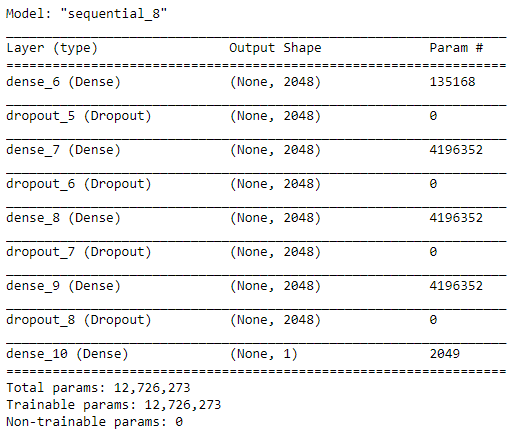 Model: "sequential_8"
_________________________________________________________________
Layer (type)                 Output Shape              Param #
=================================================================
dense_6 (Dense)              (None, 2048)              135168
_________________________________________________________________
dropout_5 (Dropout)          (None, 2048)              0
_________________________________________________________________
dense_7 (Dense)              (None, 2048)              4196352
_________________________________________________________________
dropout_6 (Dropout)          (None, 2048)              0
_________________________________________________________________
dense_8 (Dense)              (None, 2048)              4196352
_________________________________________________________________
dropout_7 (Dropout)          (None, 2048)              0
_________________________________________________________________
dense_9 (Dense)              (None, 2048)              4196352
_________________________________________________________________
dropout_8 (Dropout)          (None, 2048)              0
_________________________________________________________________
dense_10 (Dense)             (None, 1)                 2049
=================================================================
Total params: 12,726,273
Trainable params: 12,726,273
Non-trainable params: 0